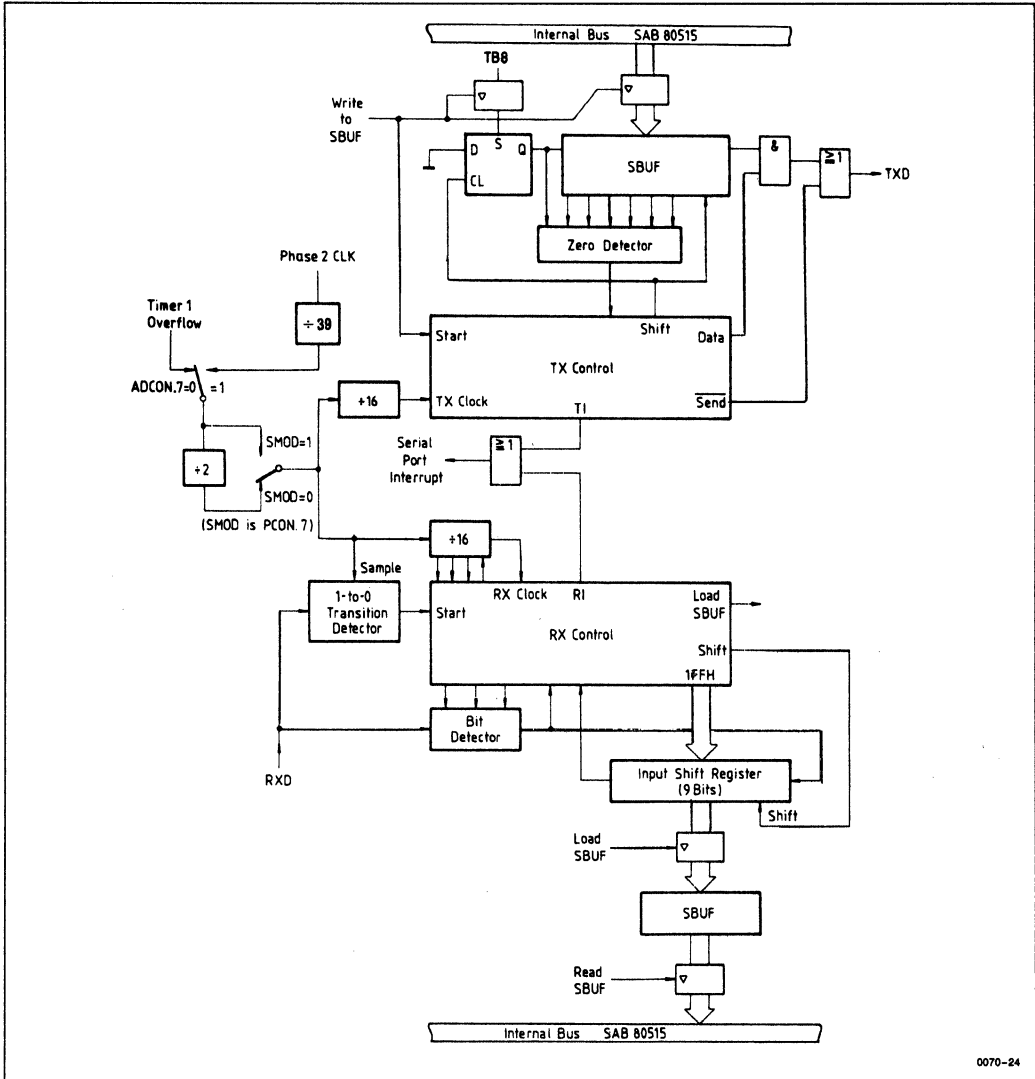 Internal Bus SAB 80515
TB8
Write
to
SBUF
D S Q
CL
SBUF
&
≥1
TXD
Zero Detector
Phase 2 CLK
Timer 1
Overflow
÷ 39
ADCON.7=0 =1
Start
Shift
Data
TX Control
÷16
TX Clock
TI
Send
SMOD=1
÷2
SMOD=0
(SMOD is PCON.7)
Serial
Port
Interrupt
≥1
÷16
Sample
1-to-0
Transition
Detector
Start
RX Clock
RI
Load
SBUF
RX Control
Shift
1FFH
Bit
Detector
RXD
Input Shift Register
(9 Bits)
Shift
Load
SBUF
SBUF
Read
SBUF
Internal Bus SAB 80515
0070-24